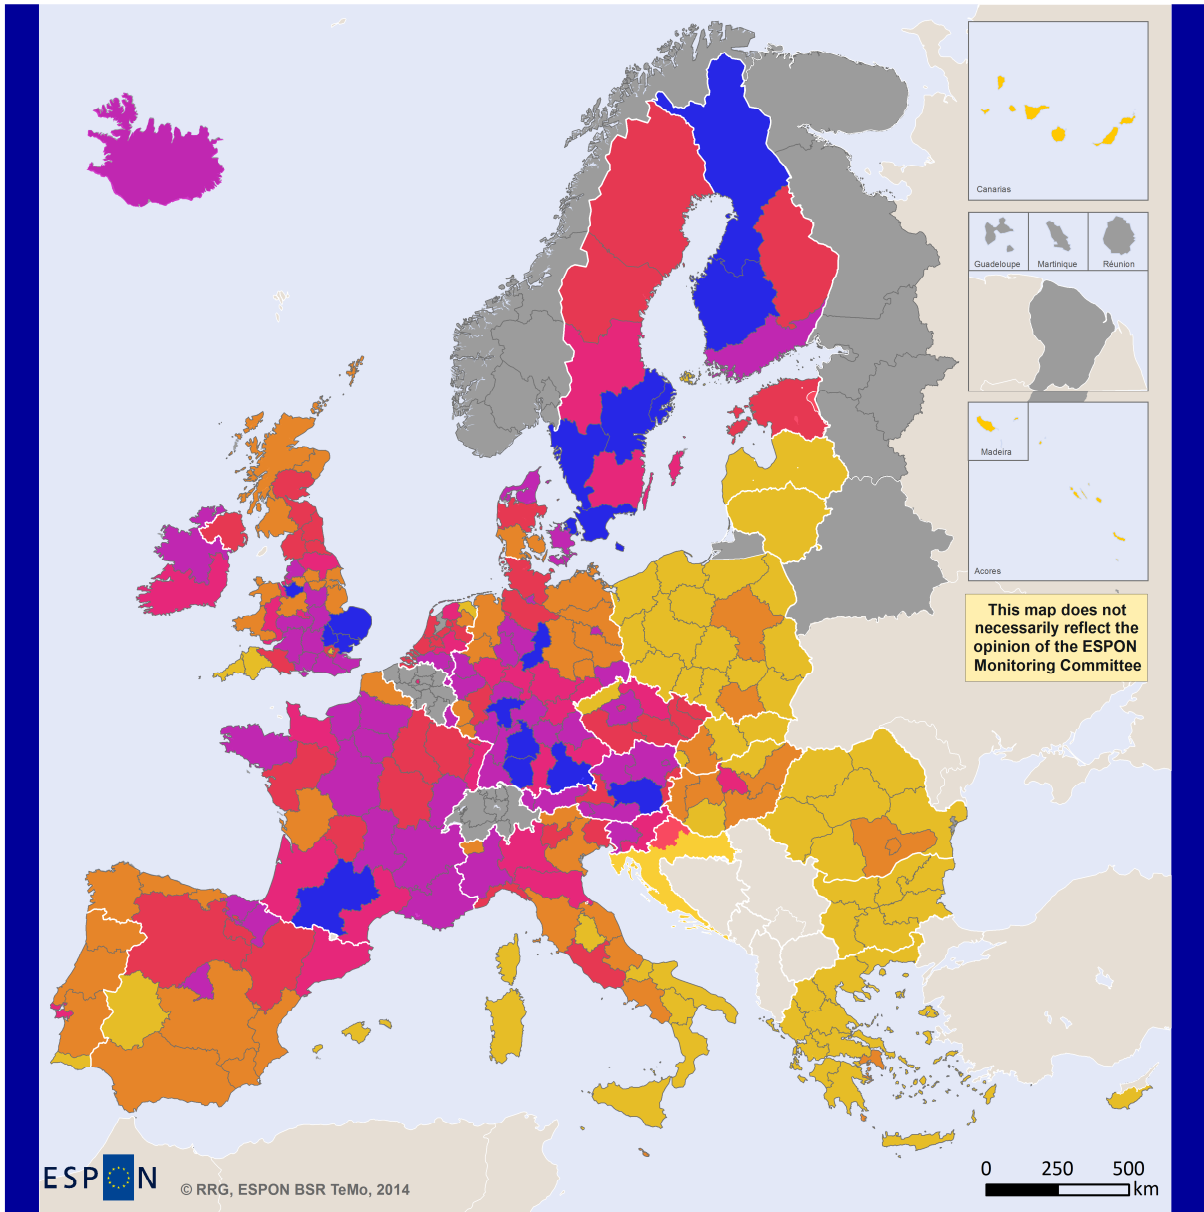 Canarias
Guadeloupe
Martinique
Réunion
Madeira
Acores
This map does not
necessarily reflect the
opinion of the ESPON
Monitoring Committee
ESPON
© RRG, ESPON BSR TeMo, 2014
0 250 500
km